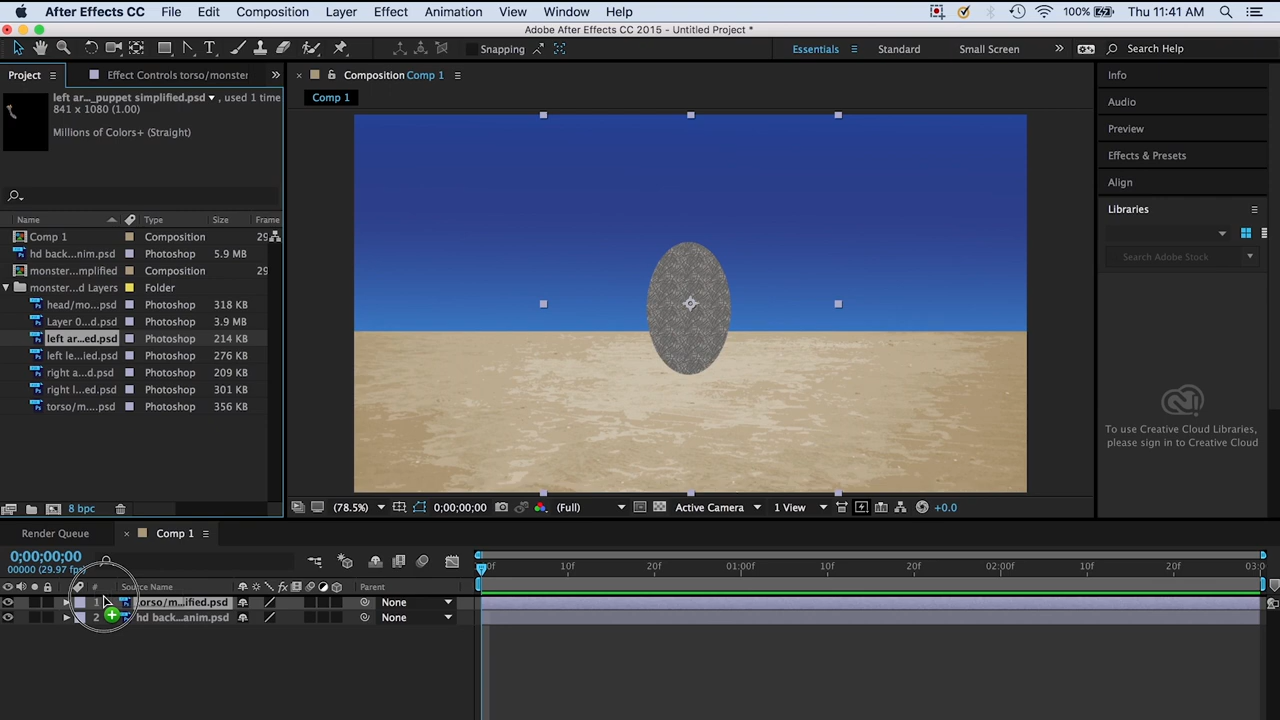 After Effects CC File Edit Composition Layer Effect Animation View Window Help 100% Thu 11:41 AM
Adobe After Effects CC 2015 - Untitled Project *
Snapping Essentials Standard Small Screen Search Help
Project Effect Controls torso/monster
Composition Comp 1
Info
left ar..._puppet simplified.psd, used 1 time
841 x 1080 (1.00)
Comp 1
Audio
Millions of Colors+ (Straight)
Preview
Effects & Presets
Align
Libraries
Name Type Size Frame
Comp 1 Composition 29
hd back...nim.psd Photoshop 5.9 MB
Search Adobe Stock
monster...mplified Composition 29
monster...d Layers Folder
head/mo...psd Photoshop 318 KB
Layer 0...d.psd Photoshop 3.9 MB
left ar...ed.psd Photoshop 214 KB
left le...ied.psd Photoshop 276 KB
right a...d.psd Photoshop 209 KB
right l...ed.psd Photoshop 301 KB
torso/m....psd Photoshop 356 KB
To use Creative Cloud Libraries,
please sign in to Creative Cloud
8 bpc (78.5%) 0;00;00;00 (Full) Active Camera 1 View +0.0
Render Queue Comp 1
0;00;00;00
00000 (29.97 fps)
:00f 10f 20f 01:00f 10f 20f 02:00f 10f 20f 03:0
# Source Name Parent
1 torso/m...ified.psd None
2 hd back...anim.psd None